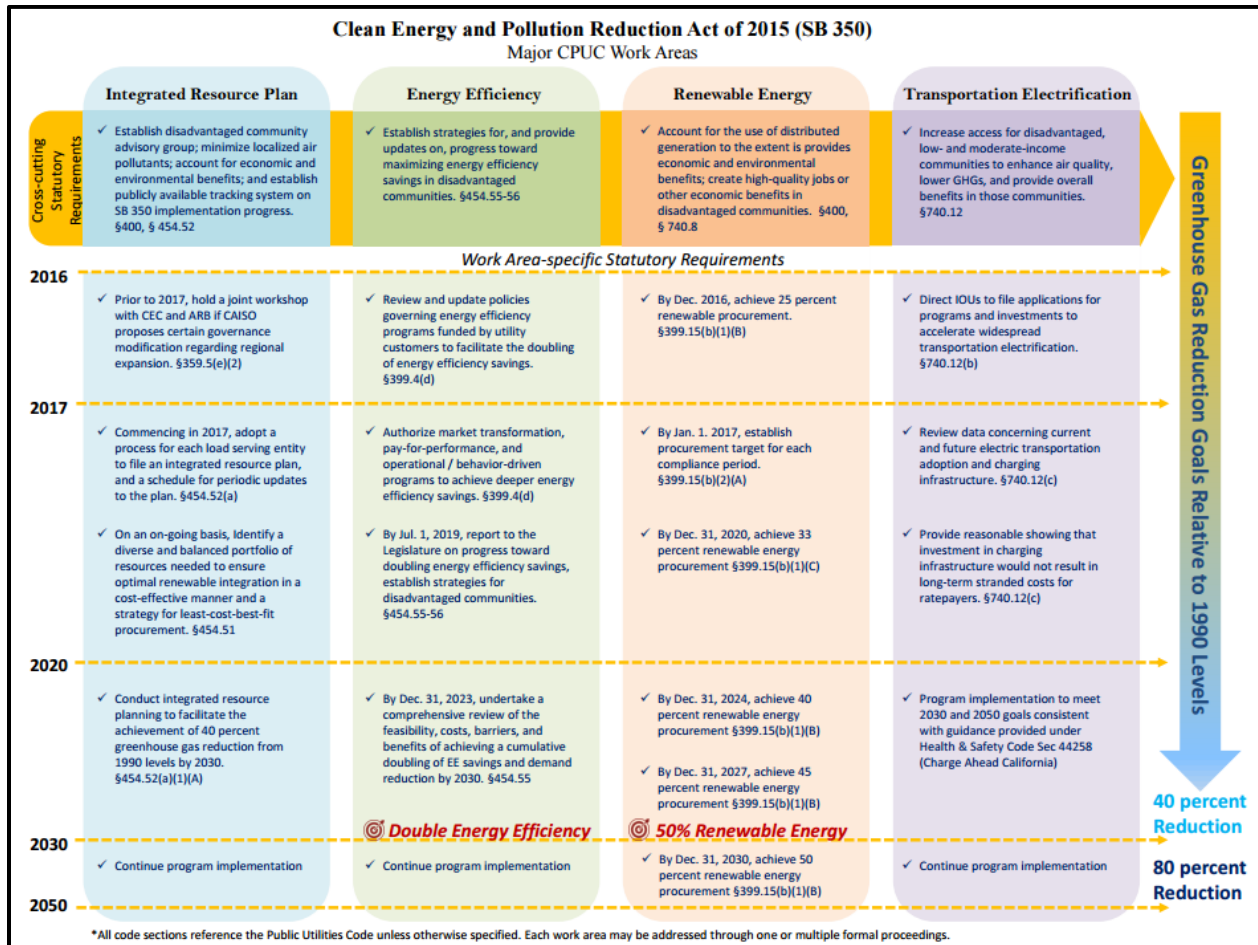 Clean Energy and Pollution Reduction Act of 2015 (SB 350)
Major CPUC Work Areas
Integrated Resource Plan
Energy Efficiency
Renewable Energy
Transportation Electrification
Cross-cutting
Statutory
Requirements
✓ Establish disadvantaged community
advisory group; minimize localized air
pollutants; account for economic and
environmental benefits; and establish
publicly available tracking system on
SB 350 implementation progress.
§400, § 454.52
✓ Establish strategies for, and provide
updates on, progress toward
maximizing energy efficiency
savings in disadvantaged
communities. §454.55-56
✓ Account for the use of distributed
generation to the extent is provides
economic and environmental
benefits; create high-quality jobs or
other economic benefits in
disadvantaged communities. §400,
§ 740.8
✓ Increase access for disadvantaged,
low- and moderate-income
communities to enhance air quality,
lower GHGs, and provide overall
benefits in those communities.
§740.12
Work Area-specific Statutory Requirements
2016
✓ Prior to 2017, hold a joint workshop
with CEC and ARB if CAISO
proposes certain governance
modification regarding regional
expansion. §359.5(e)(2)
✓ Review and update policies
governing energy efficiency
programs funded by utility
customers to facilitate the doubling
of energy efficiency savings.
§399.4(d)
✓ By Dec. 2016, achieve 25 percent
renewable procurement.
§399.15(b)(1)(B)
✓ Direct IOUs to file applications for
programs and investments to
accelerate widespread
transportation electrification.
§740.12(b)
2017
✓ Commencing in 2017, adopt a
process for each load serving entity
to file an integrated resource plan,
and a schedule for periodic updates
to the plan. §454.52(a)
✓ On an on-going basis, Identify a
diverse and balanced portfolio of
resources needed to ensure
optimal renewable integration in a
cost-effective manner and a
strategy for least-cost-best-fit
procurement. §454.51
✓ Authorize market transformation,
pay-for-performance, and
operational / behavior-driven
programs to achieve deeper energy
efficiency savings. §399.4(d)
✓ By Jul. 1, 2019, report to the
Legislature on progress toward
doubling energy efficiency savings,
establish strategies for
disadvantaged communities.
§454.55-56
✓ By Jan. 1. 2017, establish
procurement target for each
compliance period.
§399.15(b)(2)(A)
✓ By Dec. 31, 2020, achieve 33
percent renewable energy
procurement §399.15(b)(1)(C)
✓ Review data concerning current
and future electric transportation
adoption and charging
infrastructure. §740.12(c)
✓ Provide reasonable showing that
investment in charging
infrastructure would not result in
long-term stranded costs for
ratepayers. §740.12(c)
2020
✓ Conduct integrated resource
planning to facilitate the
achievement of 40 percent
greenhouse gas reduction from
1990 levels by 2030.
§454.52(a)(1)(A)
✓ By Dec. 31, 2023, undertake a
comprehensive review of the
feasibility, costs, barriers, and
benefits of achieving a cumulative
doubling of EE savings and demand
reduction by 2030. §454.55
Double Energy Efficiency
✓ By Dec. 31, 2024, achieve 40
percent renewable energy
procurement §399.15(b)(1)(B)
✓ By Dec. 31, 2027, achieve 45
percent renewable energy
procurement §399.15(b)(1)(B)
50% Renewable Energy
✓ Program implementation to meet
2030 and 2050 goals consistent
with guidance provided under
Health & Safety Code Sec 44258
(Charge Ahead California)
2030
✓ Continue program implementation
✓ Continue program implementation
✓ By Dec. 31, 2030, achieve 50
percent renewable energy
procurement §399.15(b)(1)(B)
✓ Continue program implementation
2050
Greenhouse Gas Reduction Goals Relative to 1990 Levels
40 percent
Reduction
80 percent
Reduction
*All code sections reference the Public Utilities Code unless otherwise specified. Each work area may be addressed through one or multiple formal proceedings.